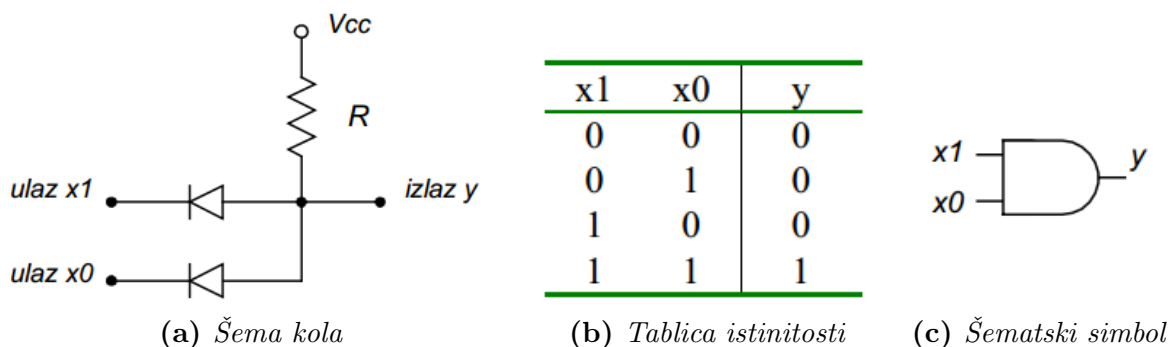 Vcc
R
ulaz x1
izlaz y
ulaz x0
(a) Šema kola
x1 x0 y
0 0 0
0 1 0
1 0 0
1 1 1
(b) Tablica istinitosti
x1
y
x0
(c) Šematski simbol